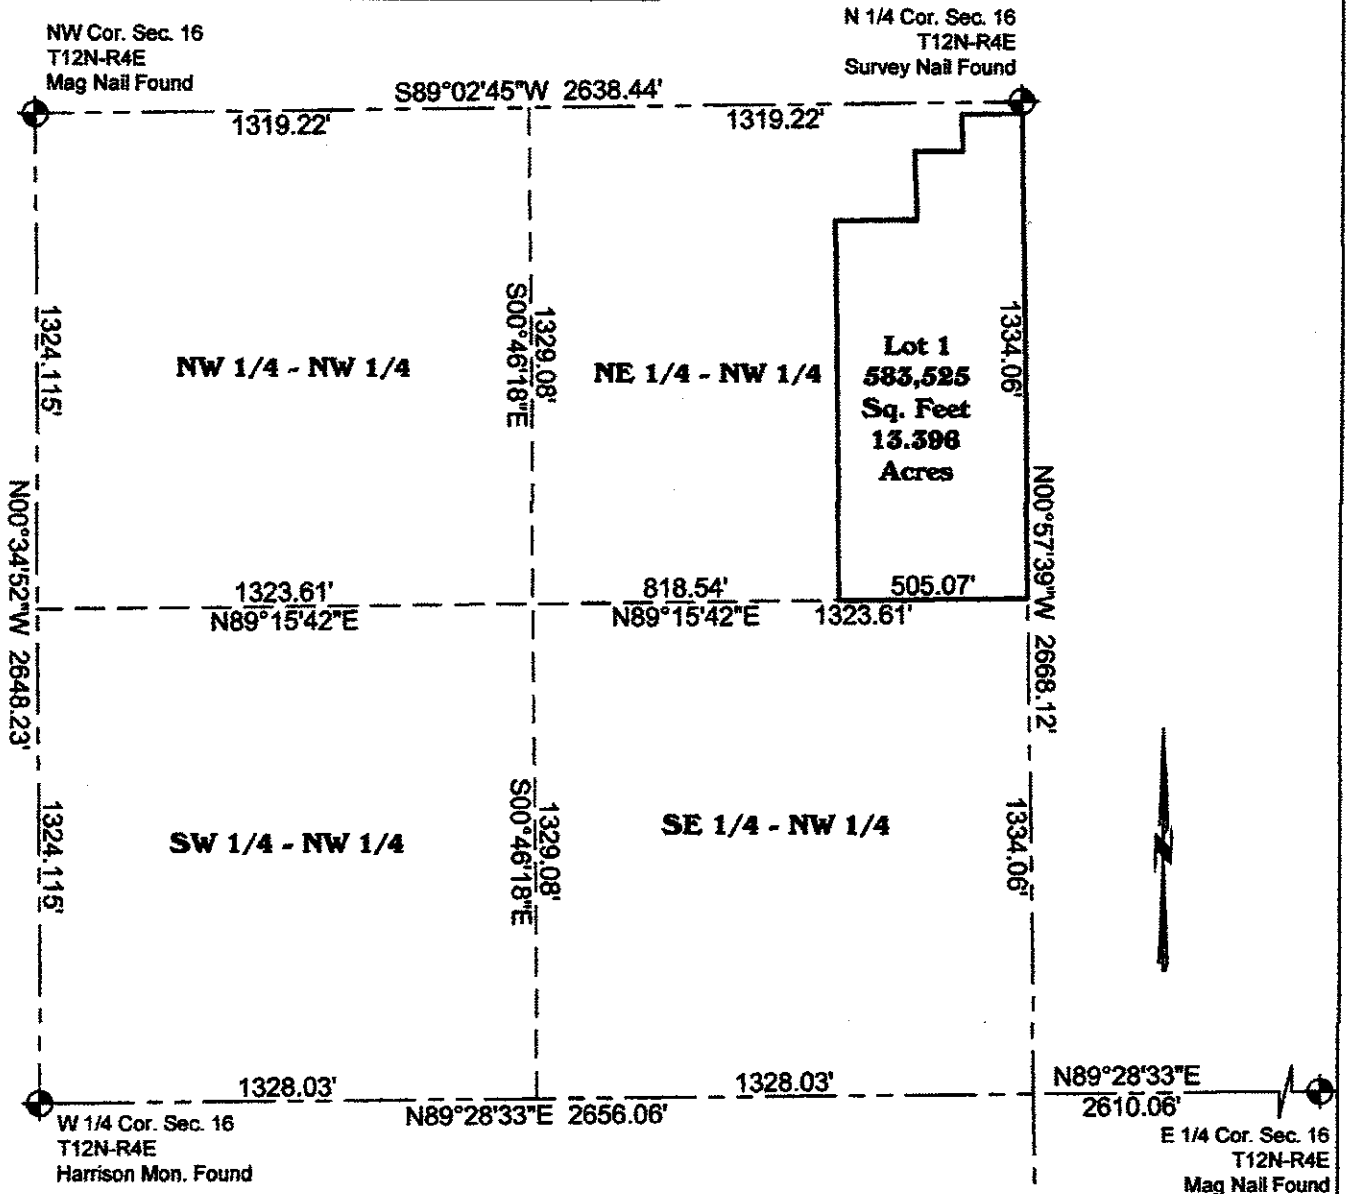 NW Cor. Sec. 16
T12N-R4E
Mag Nail Found
N 1/4 Cor. Sec. 16
T12N-R4E
Survey Nail Found
S89°02'45"W 2638.44'
1319.22'
1319.22'
1324.115'
N00°34'52"W 2648.23'
1324.115'
NW 1/4 - NW 1/4
1329.08'
S00°46'18"E
NE 1/4 - NW 1/4
Lot 1
583,525
Sq. Feet
13.396
Acres
1334.06'
N00°57'39"W 2668.12'
1323.61'
N89°15'42"E
818.54'
N89°15'42"E
505.07'
1323.61'
SW 1/4 - NW 1/4
1329.08'
S00°46'18"E
SE 1/4 - NW 1/4
1334.06'
N
1328.03'
1328.03'
N89°28'33"E 2656.06'
N89°28'33"E
2610.06'
W 1/4 Cor. Sec. 16
T12N-R4E
Harrison Mon. Found
E 1/4 Cor. Sec. 16
T12N-R4E
Mag Nail Found